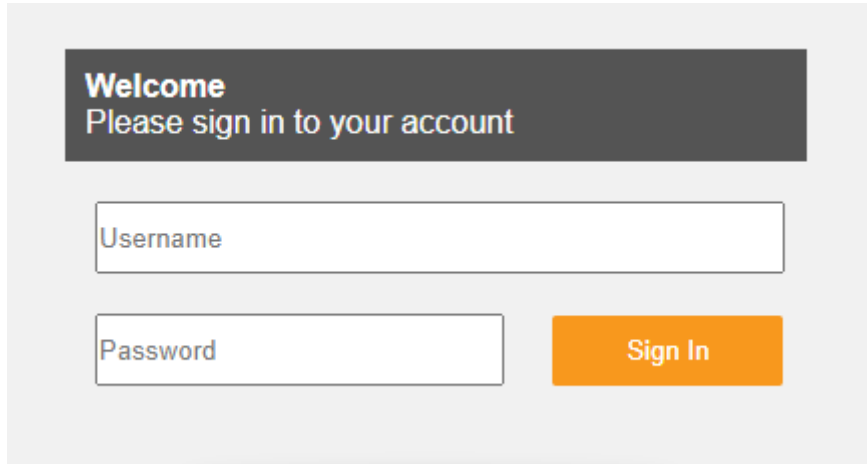 Welcome
Please sign in to your account
Username
Password
Sign In